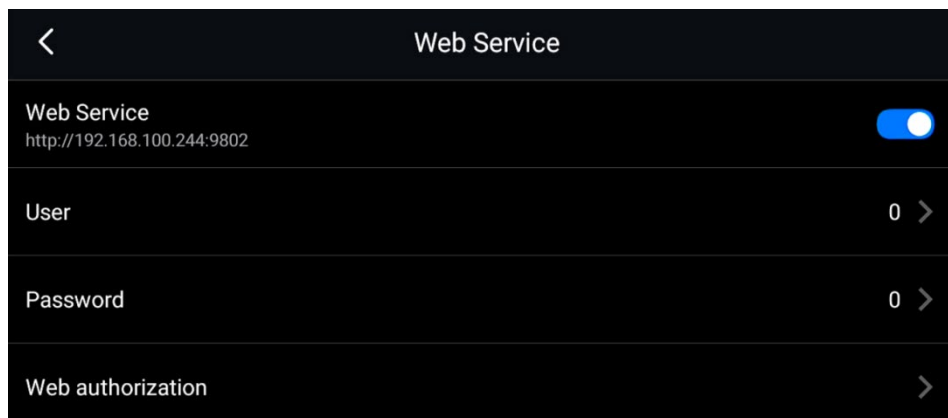 Web Service
Web Service
http://192.168.100.244:9802
User 0
Password 0
Web authorization